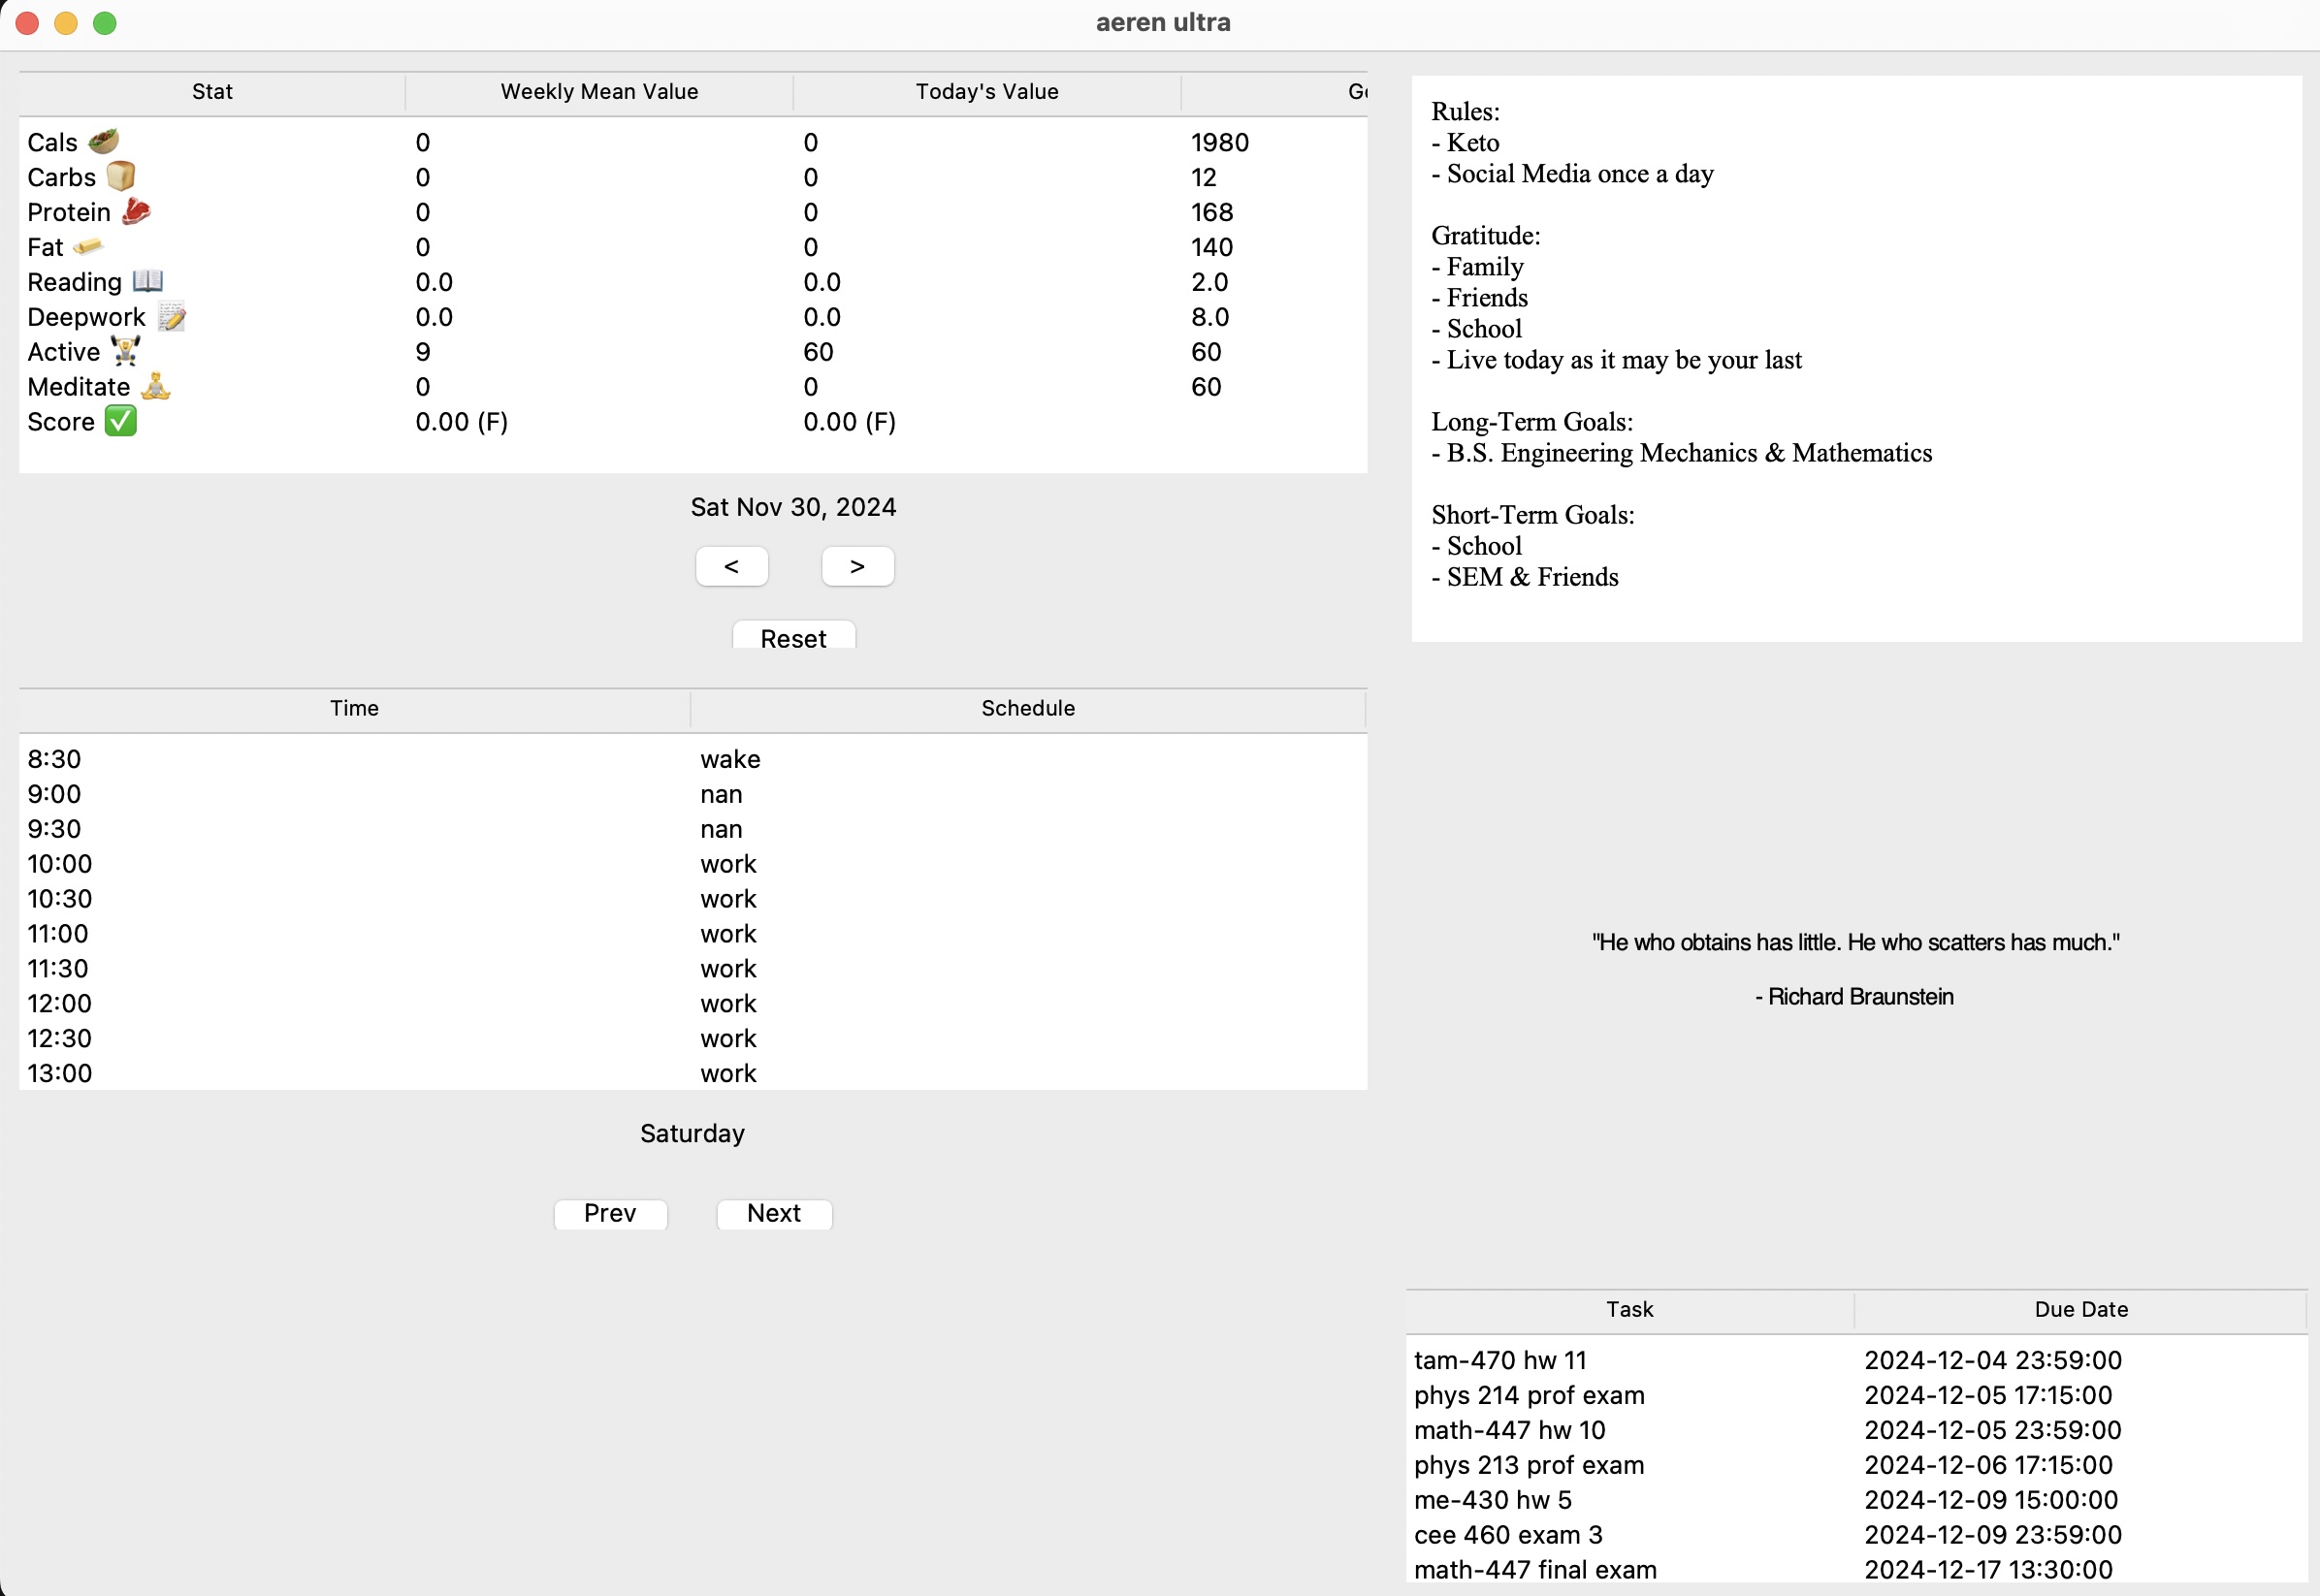 aeren ultra
Stat Weekly Mean Value Today's Value
Cals 0 0 1980
Carbs 0 0 12
Protein 0 0 168
Fat 0 0 140
Reading 0.0 0.0 2.0
Deepwork 0.0 0.0 8.0
Active 9 60 60
Meditate 0 0 60
Score 0.00 (F) 0.00 (F)
Sat Nov 30, 2024
< >
Reset
Time Schedule
8:30 wake
9:00 nan
9:30 nan
10:00 work
10:30 work
11:00 work
11:30 work
12:00 work
12:30 work
13:00 work
Saturday
Prev Next
Rules:
- Keto
- Social Media once a day
Gratitude:
- Family
- Friends
- School
- Live today as it may be your last
Long-Term Goals:
- B.S. Engineering Mechanics & Mathematics
Short-Term Goals:
- School
- SEM & Friends
"He who obtains has little. He who scatters has much."
- Richard Braunstein
Task Due Date
tam-470 hw 11 2024-12-04 23:59:00
phys 214 prof exam 2024-12-05 17:15:00
math-447 hw 10 2024-12-05 23:59:00
phys 213 prof exam 2024-12-06 17:15:00
me-430 hw 5 2024-12-09 15:00:00
cee 460 exam 3 2024-12-09 23:59:00
math-447 final exam 2024-12-17 13:30:00